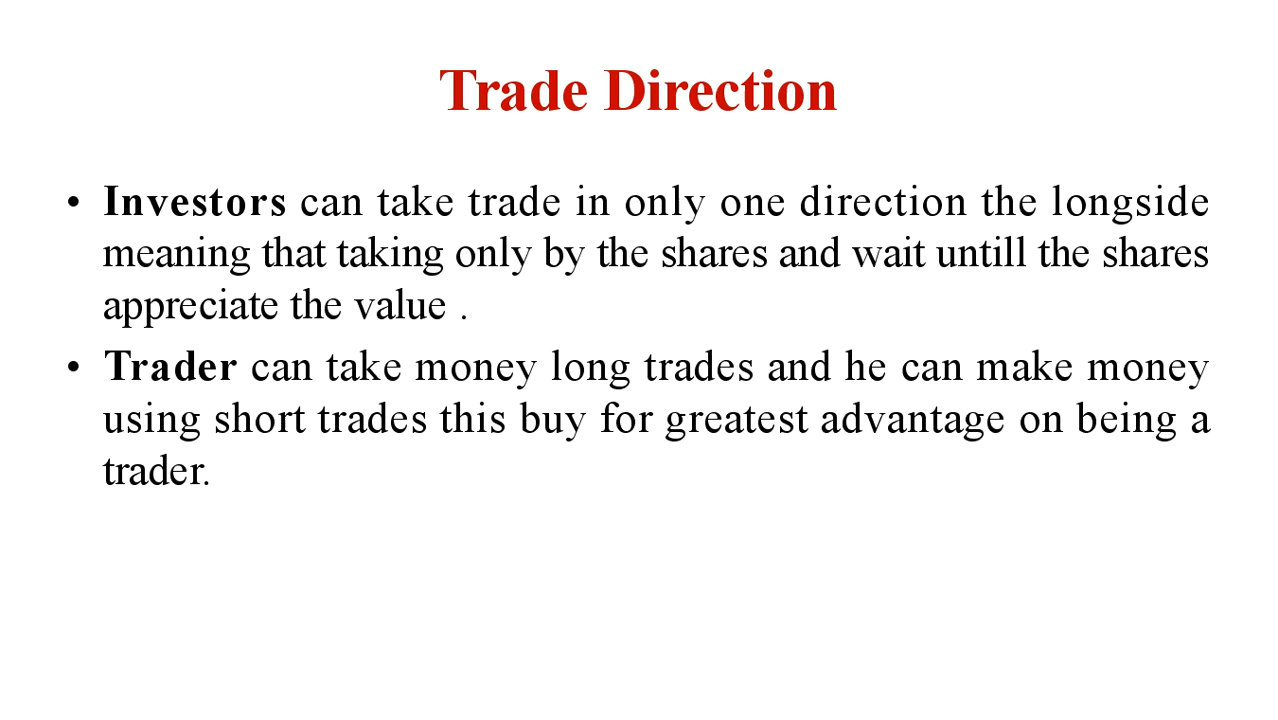 Trade Direction
• Investors can take trade in only one direction the longside
meaning that taking only by the shares and wait untill the shares
appreciate the value .
• Trader can take money long trades and he can make money
using short trades this buy for greatest advantage on being a
trader.